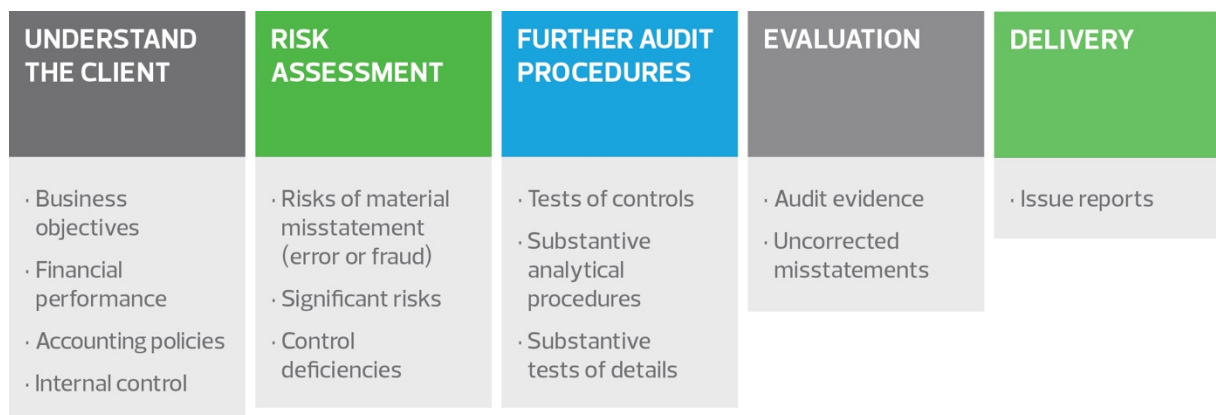 UNDERSTAND
THE CLIENT
· Business
objectives
· Financial
performance
· Accounting policies
· Internal control
RISK
ASSESSMENT
· Risks of material
misstatement
(error or fraud)
· Significant risks
· Control
deficiencies
FURTHER AUDIT
PROCEDURES
· Tests of controls
· Substantive
analytical
procedures
· Substantive
tests of details
EVALUATION
· Audit evidence
· Uncorrected
misstatements
DELIVERY
· Issue reports